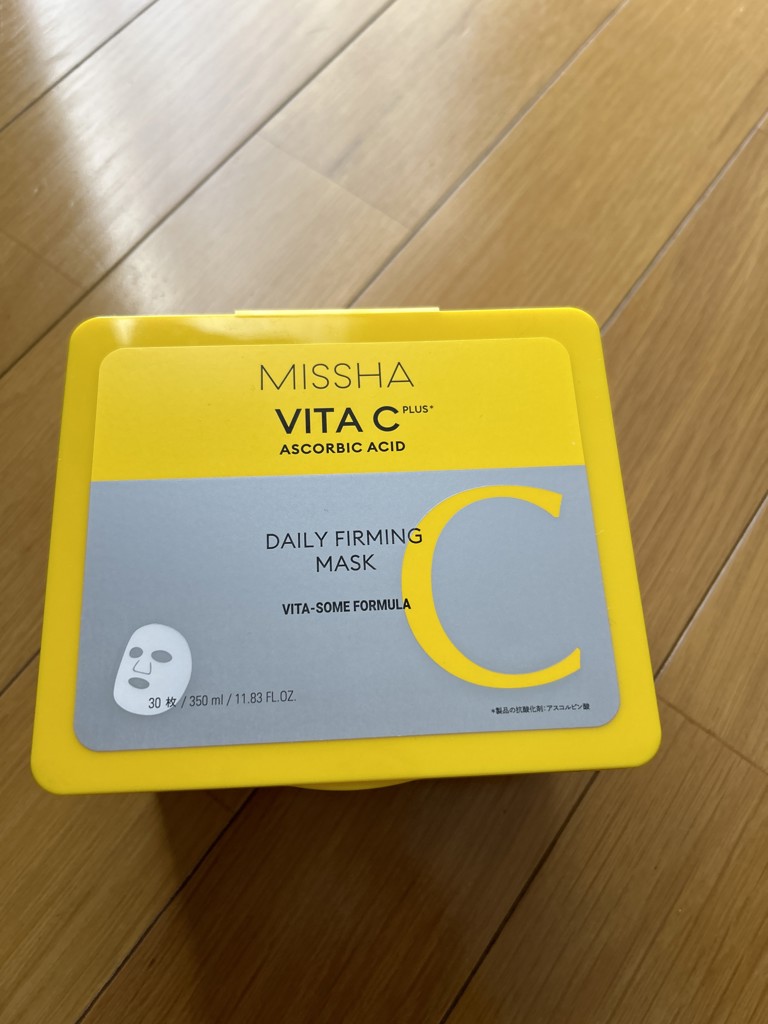 MISSHA
VITA C PLUS*
ASCORBIC ACID
DAILY FIRMING
MASK
VITA-SOME FORMULA
C
30 枚 / 350 ml / 11.83 FL.OZ.
*製品の抗酸化剤:アスコルビン酸